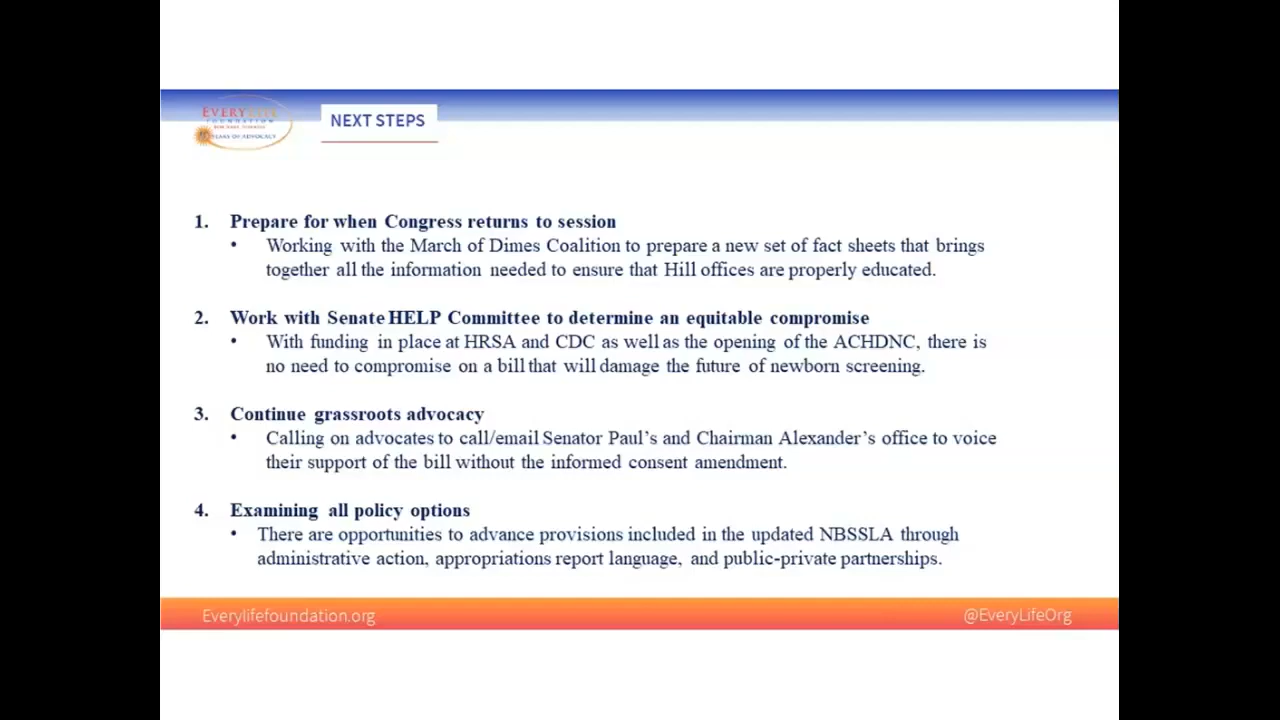 EVERYLIFE
FOUNDATION
FOR RARE DISEASES
YEARS OF ADVOCACY
NEXT STEPS
1. Prepare for when Congress returns to session
• Working with the March of Dimes Coalition to prepare a new set of fact sheets that brings
together all the information needed to ensure that Hill offices are properly educated.
2. Work with Senate HELP Committee to determine an equitable compromise
• With funding in place at HRSA and CDC as well as the opening of the ACHDNC, there is
no need to compromise on a bill that will damage the future of newborn screening.
3. Continue grassroots advocacy
• Calling on advocates to call/email Senator Paul's and Chairman Alexander's office to voice
their support of the bill without the informed consent amendment.
4. Examining all policy options
• There are opportunities to advance provisions included in the updated NBSSLA through
administrative action, appropriations report language, and public-private partnerships.
Everylifefoundation.org
@EveryLifeOrg